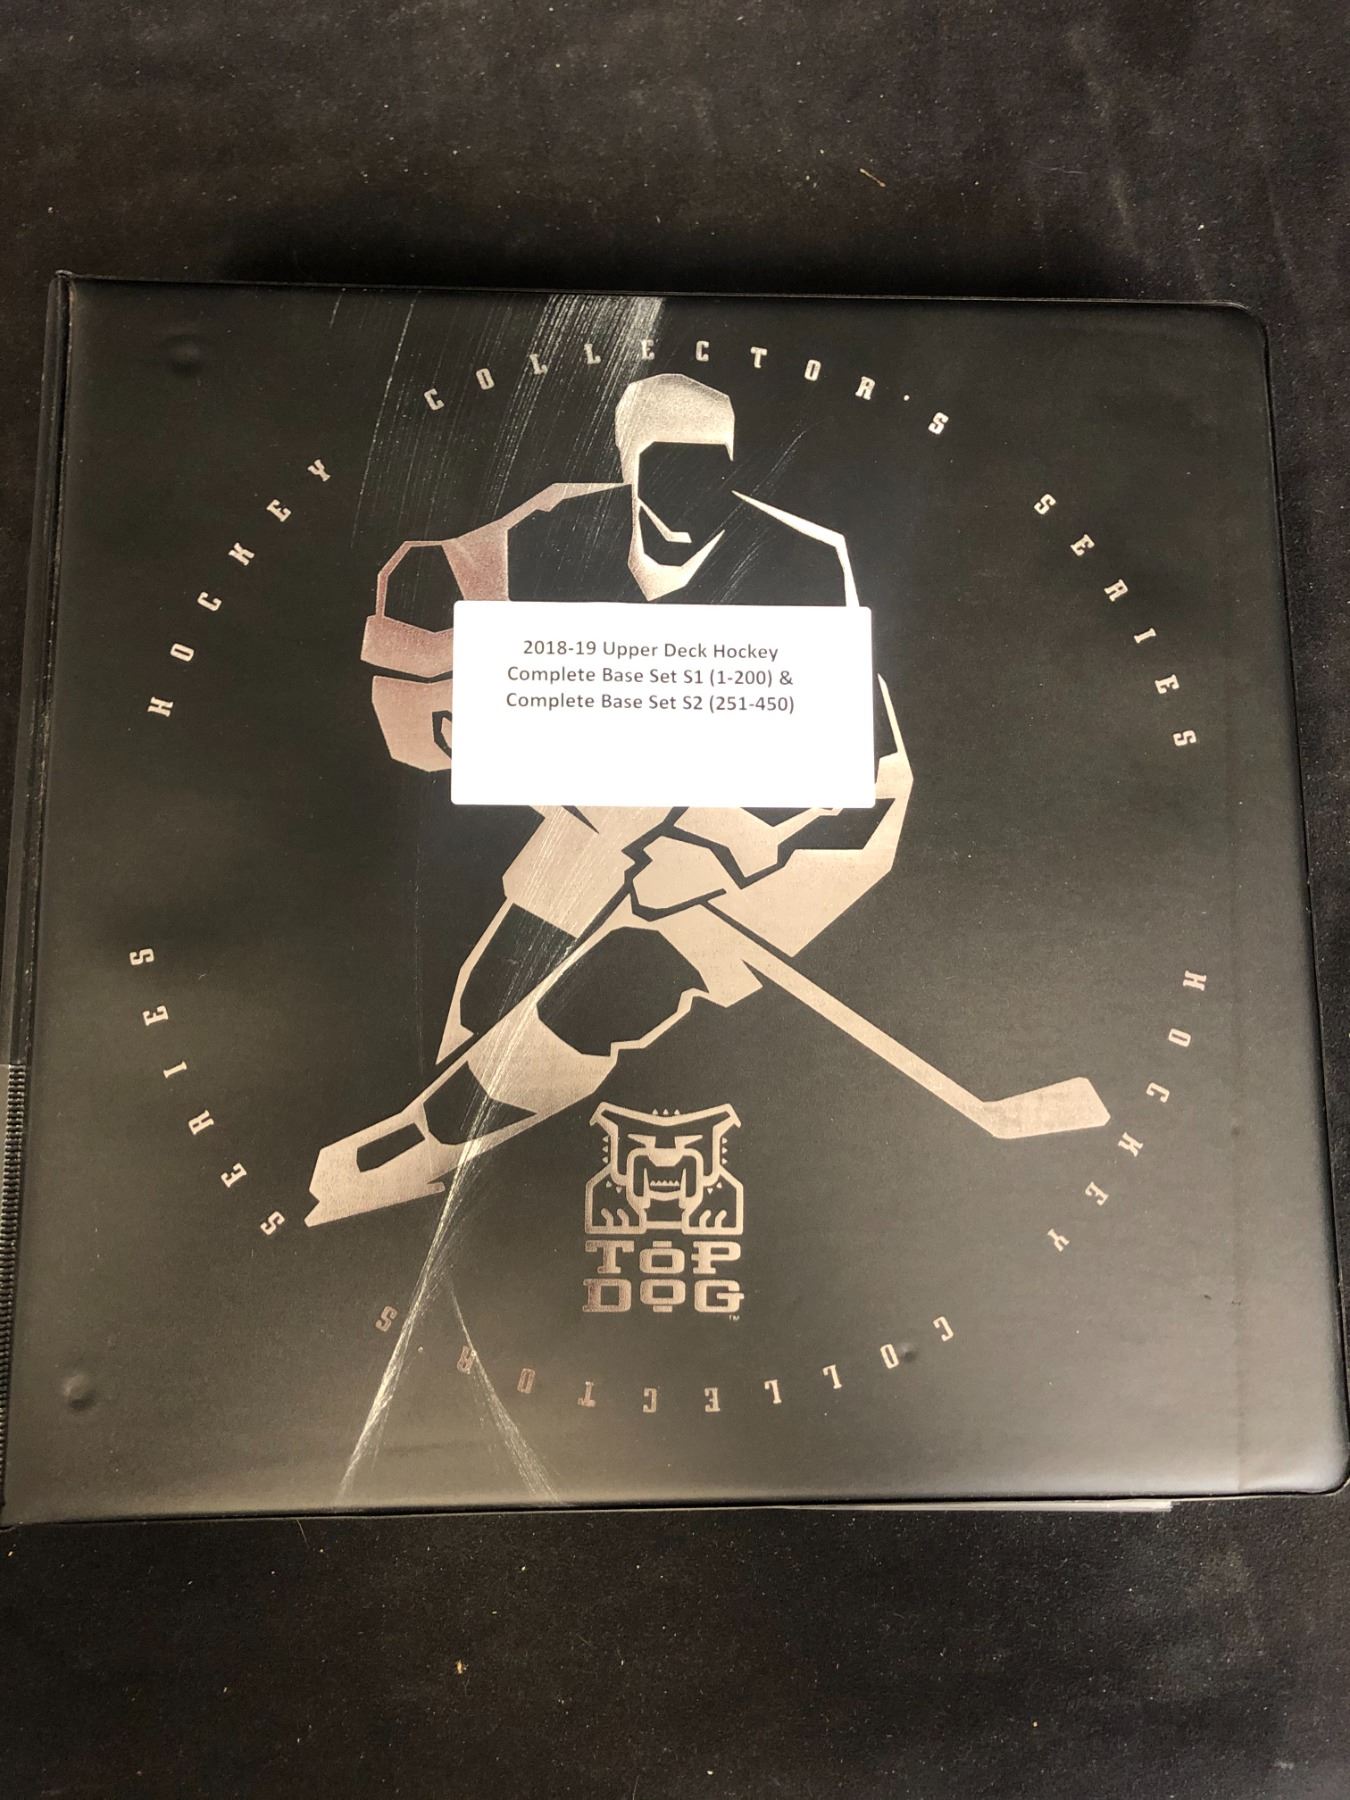 HOCKEY COLLECTOR'S SERIES
2018-19 Upper Deck Hockey
Complete Base Set S1 (1-200) &
Complete Base Set S2 (251-450)
TOP
DOG
TM
HOCKEY COLLECTOR'S SERIES